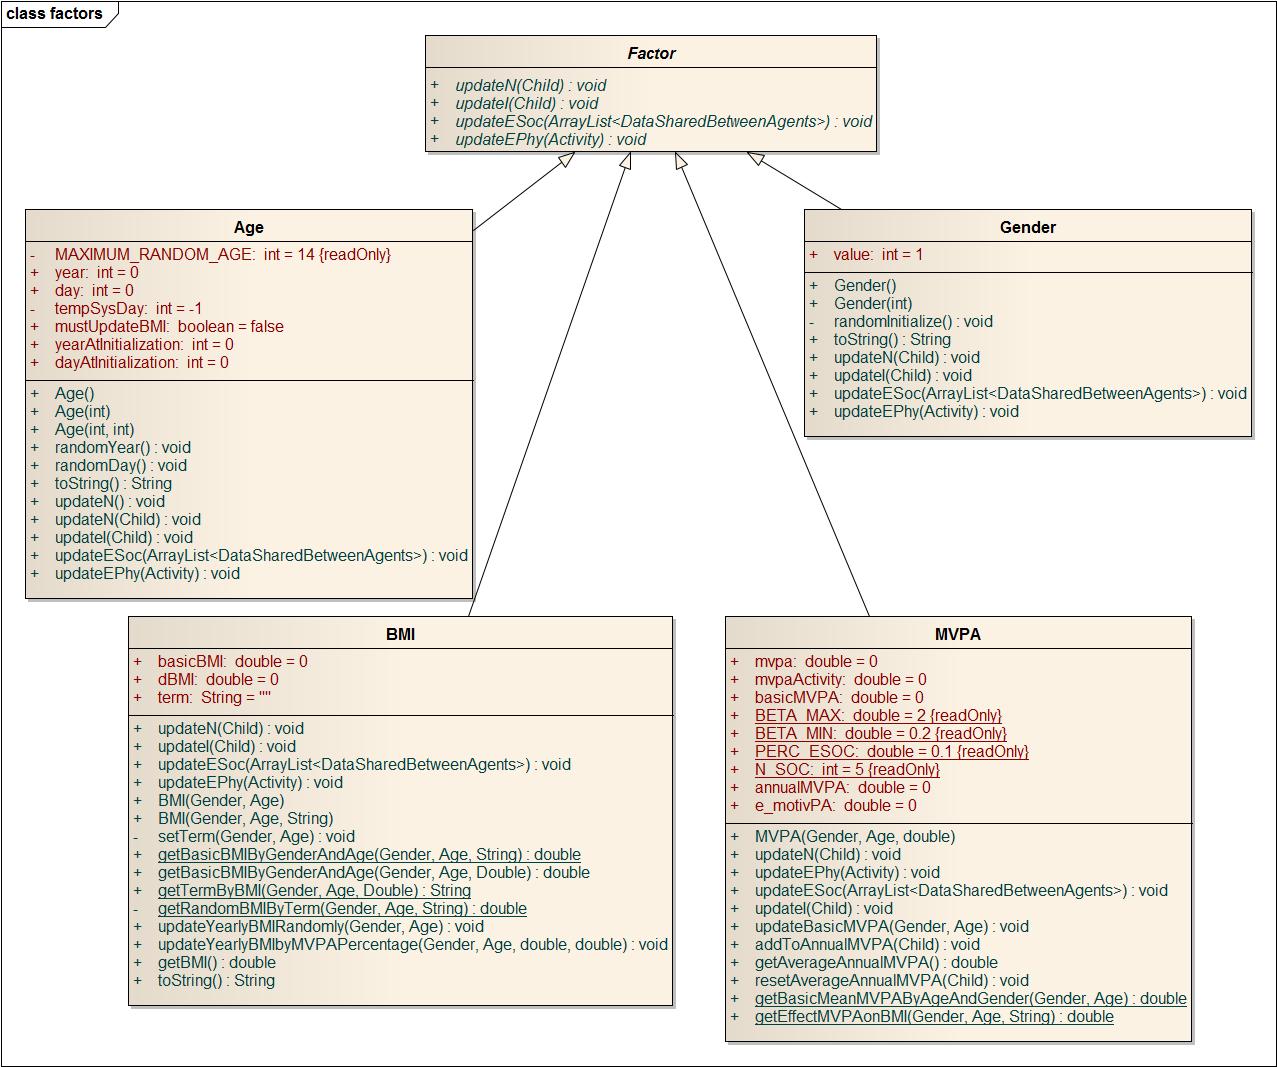 class factors
Factor
+ updateN(Child) : void
+ updateI(Child) : void
+ updateESoc(ArrayList<DataSharedBetweenAgents>) : void
+ updateEPhy(Activity) : void
Age
- MAXIMUM_RANDOM_AGE: int = 14 {readOnly}
+ year: int = 0
+ day: int = 0
- tempSysDay: int = -1
+ mustUpdateBMI: boolean = false
+ yearAtInitialization: int = 0
+ dayAtInitialization: int = 0
+ Age()
+ Age(int)
+ Age(int, int)
+ randomYear() : void
+ randomDay() : void
+ toString() : String
+ updateN() : void
+ updateN(Child) : void
+ updateI(Child) : void
+ updateESoc(ArrayList<DataSharedBetweenAgents>) : void
+ updateEPhy(Activity) : void
Gender
+ value: int = 1
+ Gender()
+ Gender(int)
- randomInitialize() : void
+ toString() : String
+ updateN(Child) : void
+ updateI(Child) : void
+ updateESoc(ArrayList<DataSharedBetweenAgents>) : void
+ updateEPhy(Activity) : void
BMI
+ basicBMI: double = 0
+ dBMI: double = 0
+ term: String = ""
+ updateN(Child) : void
+ updateI(Child) : void
+ updateESoc(ArrayList<DataSharedBetweenAgents>) : void
+ updateEPhy(Activity) : void
+ BMI(Gender, Age)
+ BMI(Gender, Age, String)
- setTerm(Gender, Age) : void
+ getBasicBMIByGenderAndAge(Gender, Age, String) : double
+ getBasicBMIByGenderAndAge(Gender, Age, Double) : double
+ getTermByBMI(Gender, Age, Double) : String
- getRandomBMIByTerm(Gender, Age, String) : double
+ updateYearlyBMIRandomly(Gender, Age) : void
+ updateYearlyBMIbyMVPAPercentage(Gender, Age, double, double) : void
+ getBMI() : double
+ toString() : String
MVPA
+ mvpa: double = 0
+ mvpaActivity: double = 0
+ basicMVPA: double = 0
+ BETA_MAX: double = 2 {readOnly}
+ BETA_MIN: double = 0.2 {readOnly}
+ PERC_ESOC: double = 0.1 {readOnly}
+ N_SOC: int = 5 {readOnly}
+ annualMVPA: double = 0
+ e_motivPA: double = 0
+ MVPA(Gender, Age, double)
+ updateN(Child) : void
+ updateEPhy(Activity) : void
+ updateESoc(ArrayList<DataSharedBetweenAgents>) : void
+ updateI(Child) : void
+ updateBasicMVPA(Gender, Age) : void
+ addToAnnualMVPA(Child) : void
+ getAverageAnnualMVPA() : double
+ resetAverageAnnualMVPA(Child) : void
+ getBasicMeanMVPAByAgeAndGender(Gender, Age) : double
+ getEffectMVPAonBMI(Gender, Age, String) : double